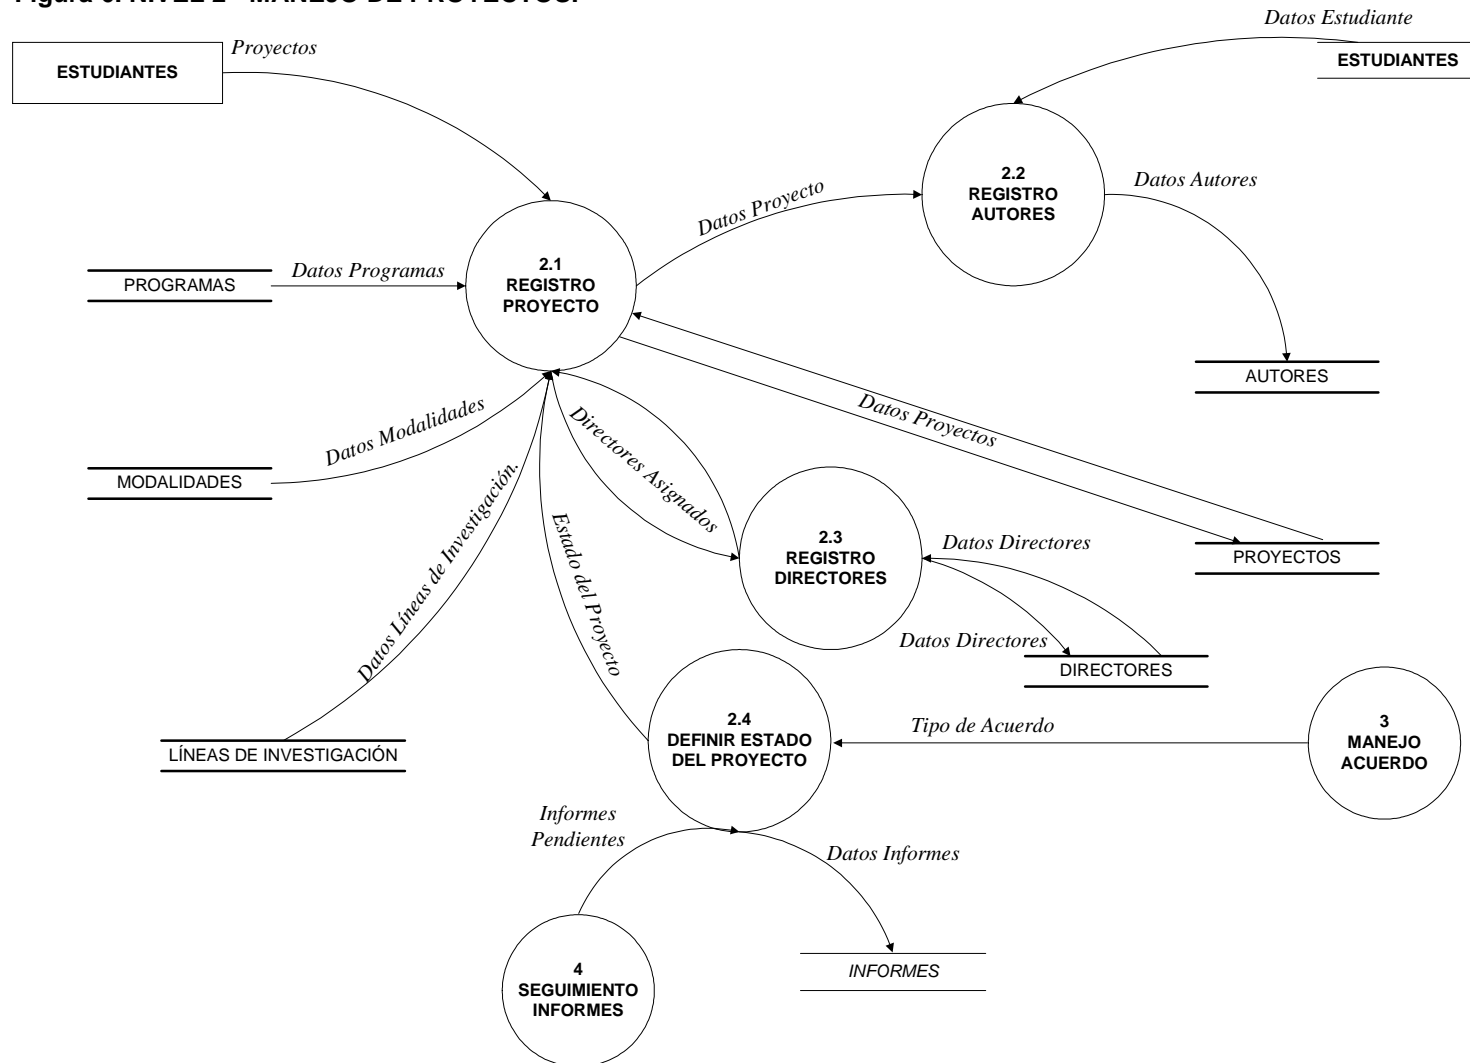 Datos Estudiante
Proyectos
ESTUDIANTES
ESTUDIANTES
2.2
REGISTRO
AUTORES
Datos Proyecto
Datos Autores
2.1
REGISTRO
PROYECTO
Datos Programas
PROGRAMAS
AUTORES
Datos Modalidades
MODALIDADES
Directores Asignados
Datos Proyectos
Datos Líneas de Investigación.
Estado del Proyecto
2.3
REGISTRO
DIRECTORES
Datos Directores
PROYECTOS
Datos Directores
DIRECTORES
LÍNEAS DE INVESTIGACIÓN
2.4
DEFINIR ESTADO
DEL PROYECTO
Tipo de Acuerdo
3
MANEJO
ACUERDO
Informes
Pendientes
Datos Informes
4
SEGUIMIENTO
INFORMES
INFORMES